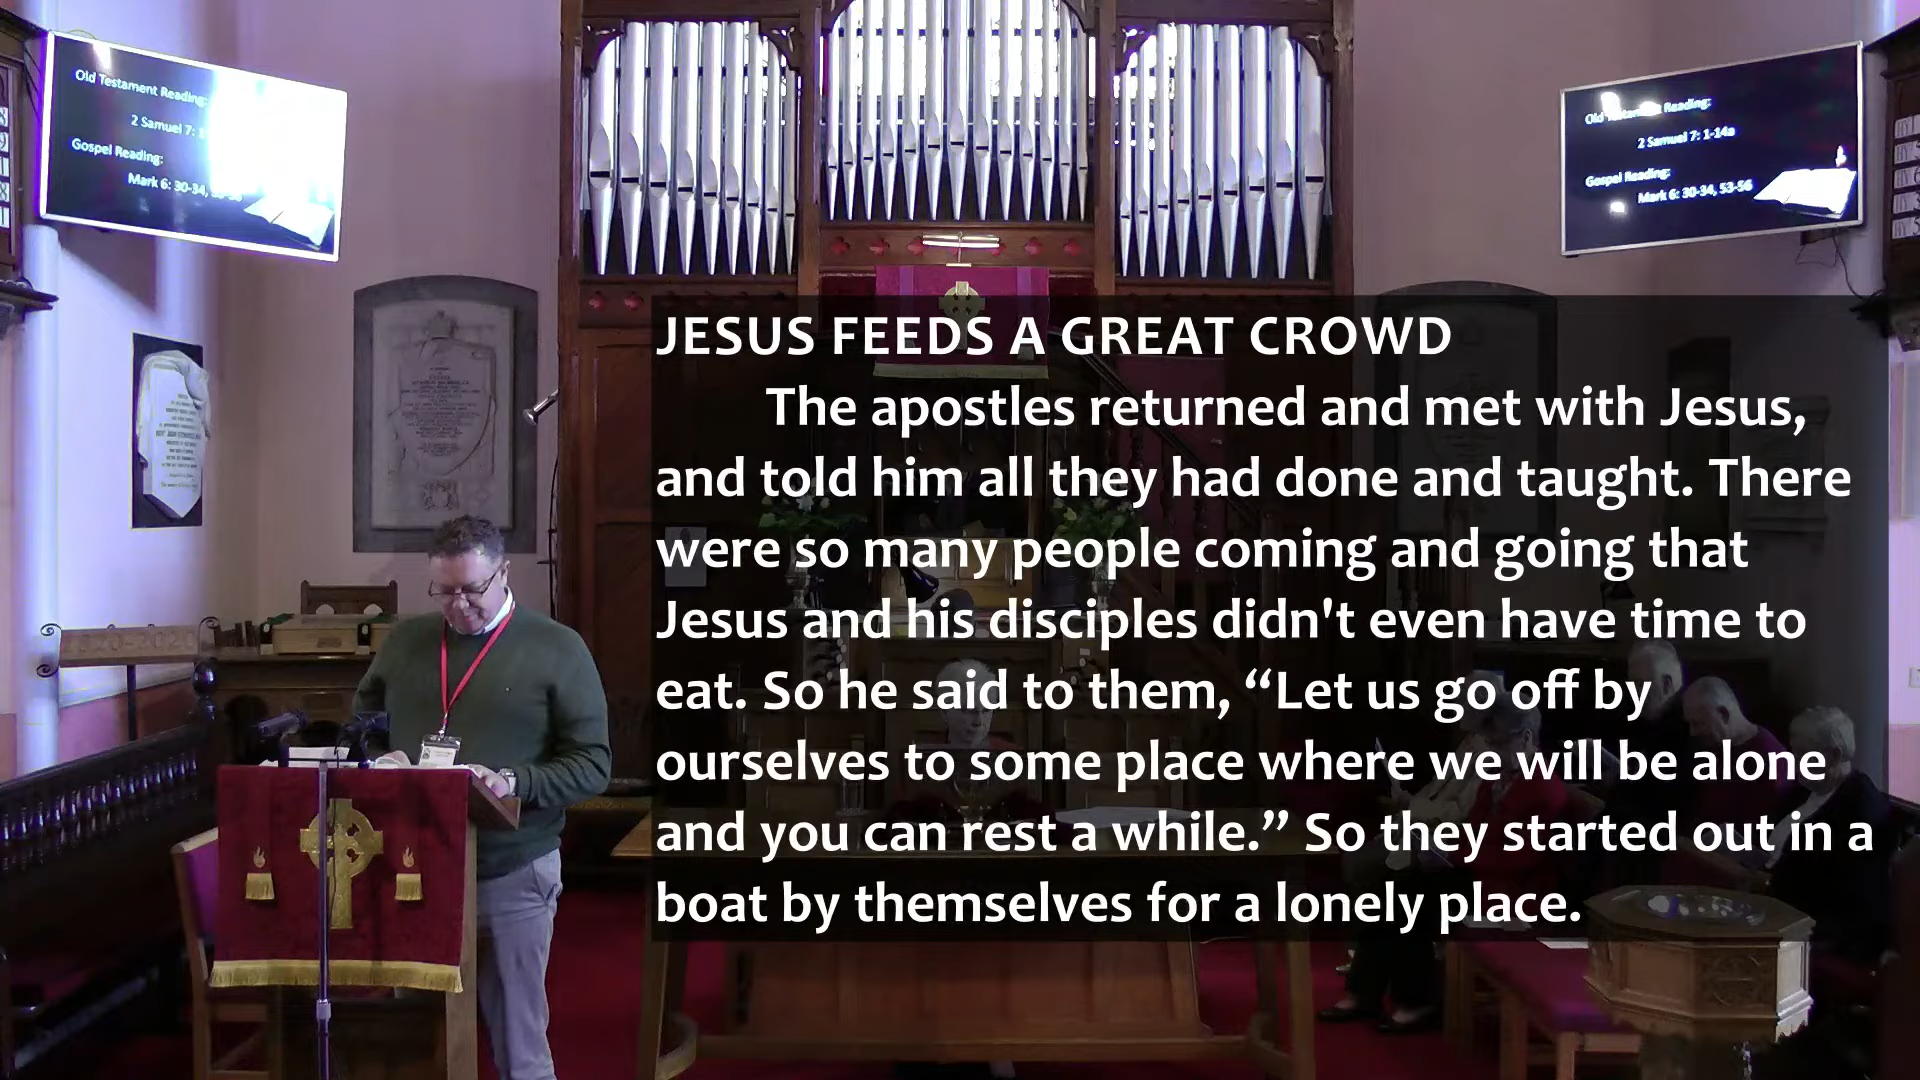 Old Testament Reading:
2 Samuel 7:
Gospel Reading:
Mark 6: 30-34,
Old Testament Reading:
2 Samuel 7: 1-14a
Gospel Reading:
Mark 6: 30-34, 53-56
JESUS FEEDS A GREAT CROWD
The apostles returned and met with Jesus,
and told him all they had done and taught. There
were so many people coming and going that
Jesus and his disciples didn't even have time to
eat. So he said to them, “Let us go off by
ourselves to some place where we will be alone
and you can rest a while.” So they started out in a
boat by themselves for a lonely place.
2020-2020